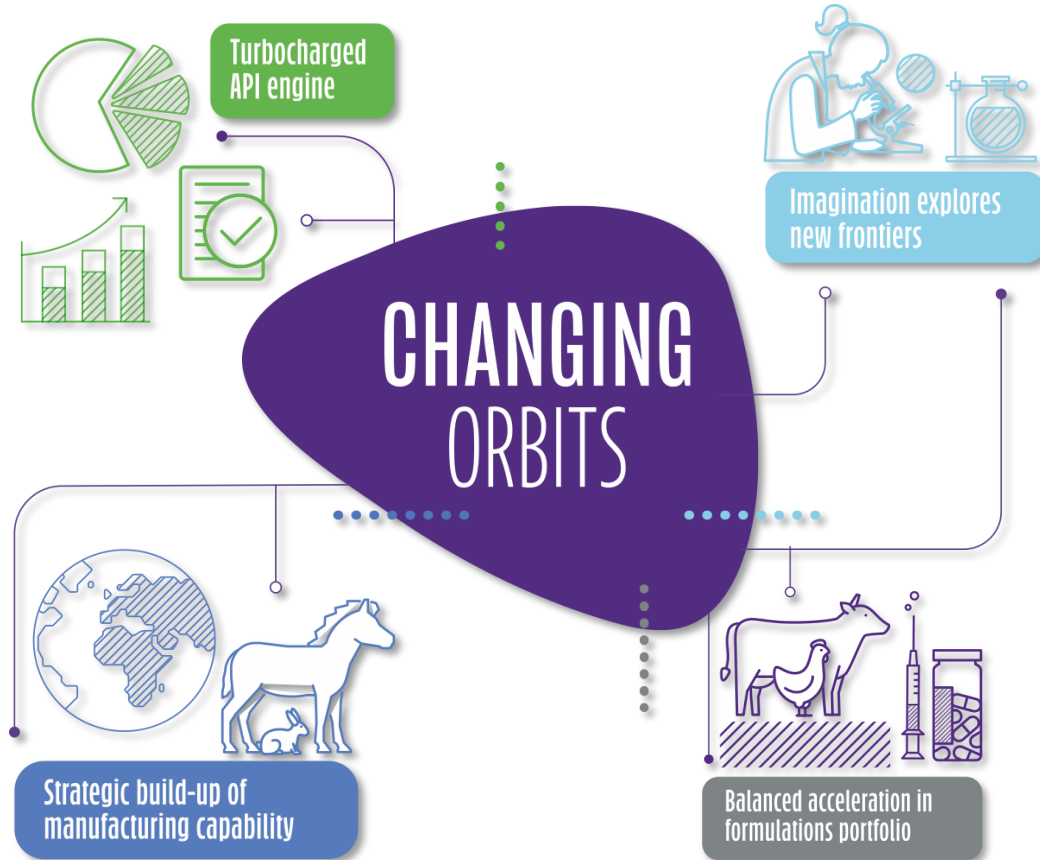 Turbocharged
API engine
Imagination explores
new frontiers
CHANGING
ORBITS
Strategic build-up of
manufacturing capability
Balanced acceleration in
formulations portfolio